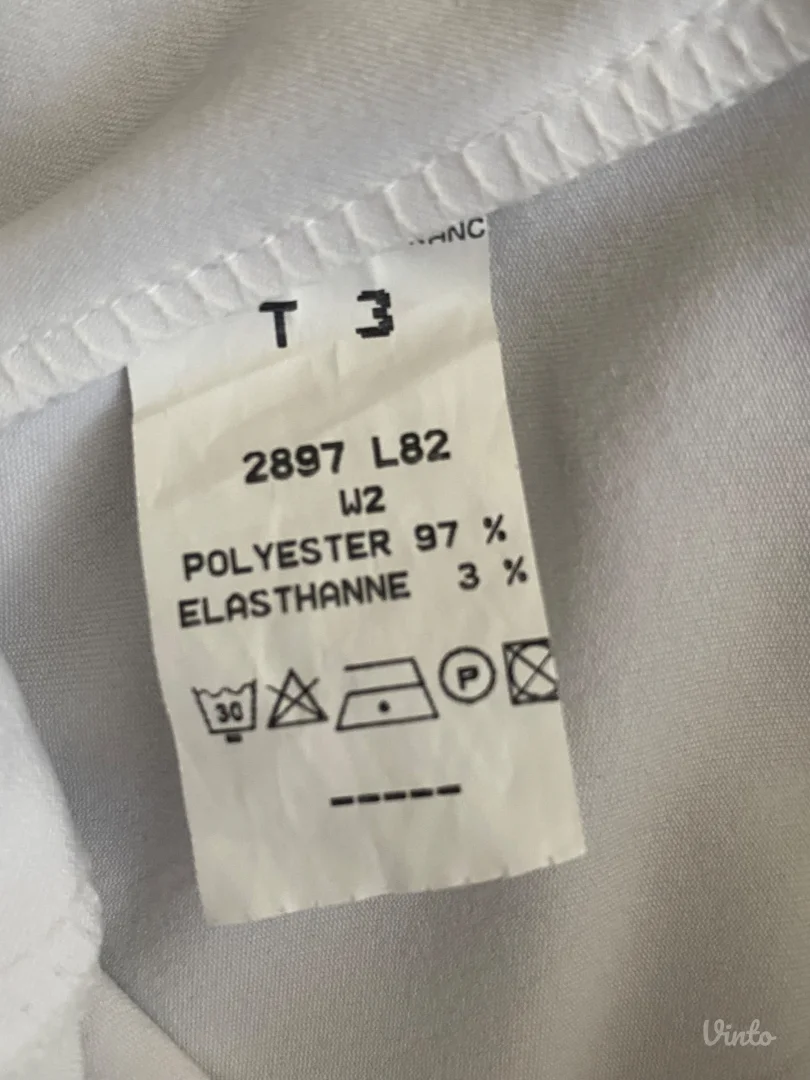 T 3
2897 L82
W2
POLYESTER 97 %
ELASTHANNE 3 %
30 P
-----
Vinto